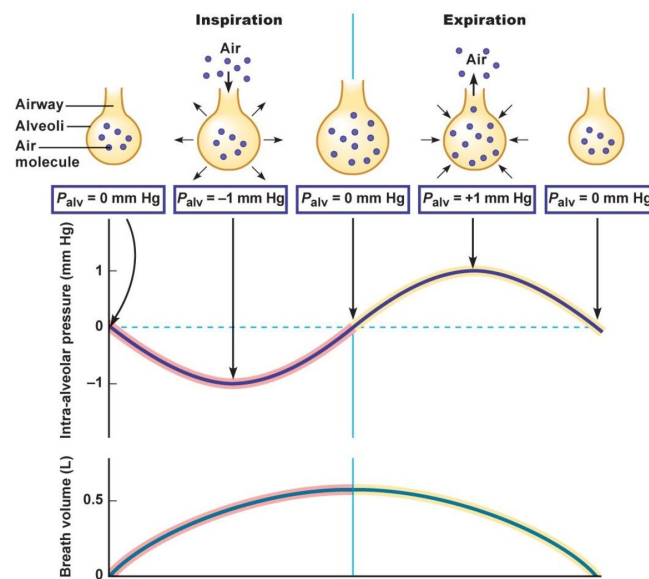 Inspiration
Expiration
Air
Air
Airway
Alveoli
Air
molecule
Palv = 0 mm Hg
Palv = –1 mm Hg
Palv = 0 mm Hg
Palv = +1 mm Hg
Palv = 0 mm Hg
Intra-alveolar pressure (mm Hg)
1
0
–1
Breath volume (L)
0.5
0